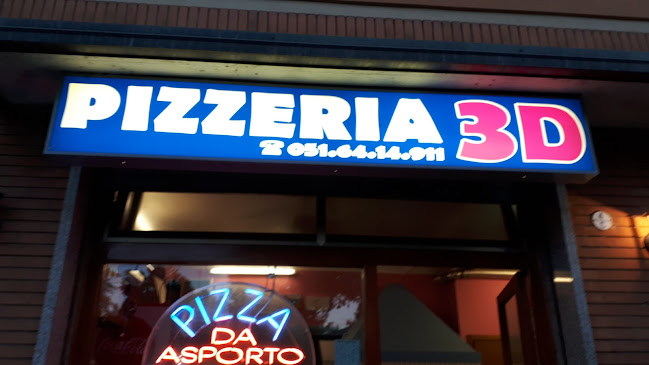 PIZZERIA 3D
☎ 051.64.14.911
PIZZA
DA
ASPORTO